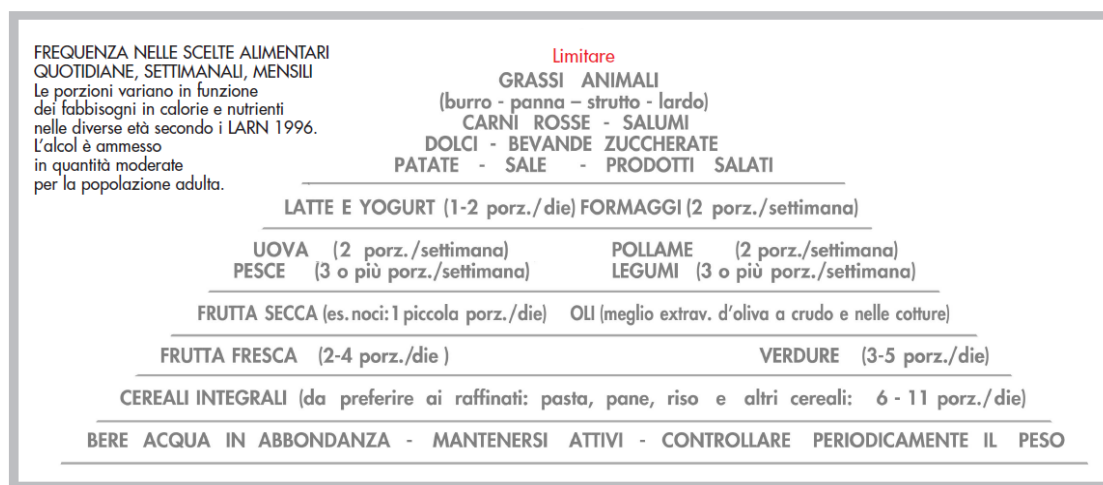 FREQUENZA NELLE SCELTE ALIMENTARI
QUOTIDIANE, SETTIMANALI, MENSILI
Le porzioni variano in funzione
dei fabbisogni in calorie e nutrienti
nelle diverse età secondo i LARN 1996.
L'alcol è ammesso
in quantità moderate
per la popolazione adulta.
Limitare
GRASSI ANIMALI
(burro - panna – strutto - lardo)
CARNI ROSSE - SALUMI
DOLCI - BEVANDE ZUCCHERATE
PATATE - SALE - PRODOTTI SALATI
LATTE E YOGURT (1-2 porz./die) FORMAGGI (2 porz./settimana)
UOVA (2 porz./settimana) POLLAME (2 porz./settimana)
PESCE (3 o più porz./settimana) LEGUMI (3 o più porz./settimana)
FRUTTA SECCA (es. noci: 1 piccola porz./die) OLI (meglio extrav. d'oliva a crudo e nelle cotture)
FRUTTA FRESCA (2-4 porz./die ) VERDURE (3-5 porz./die)
CEREALI INTEGRALI (da preferire ai raffinati: pasta, pane, riso e altri cereali: 6 - 11 porz./die)
BERE ACQUA IN ABBONDANZA - MANTENERSI ATTIVI - CONTROLLARE PERIODICAMENTE IL PESO